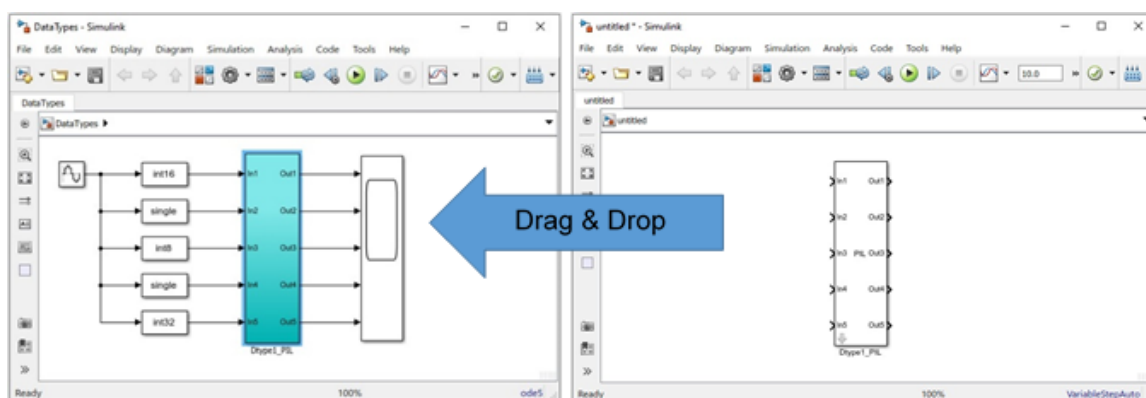 DataTypes - Simulink
File Edit View Display Diagram Simulation Analysis Code Tools Help
DataTypes
DataTypes
int16
single
int8
single
int32
In1 Out1
In2 Out2
In3 Out3
In4 Out4
In5 Out5
Dtype1_PIL
Ready 100% ode5
Drag & Drop
untitled * - Simulink
File Edit View Display Diagram Simulation Analysis Code Tools Help
10.0
untitled
untitled
In1 Out1
In2 Out2
In3 PIL Out3
In4 Out4
In5 Out5
Dtype1_PIL
Ready 100% VariableStepAuto